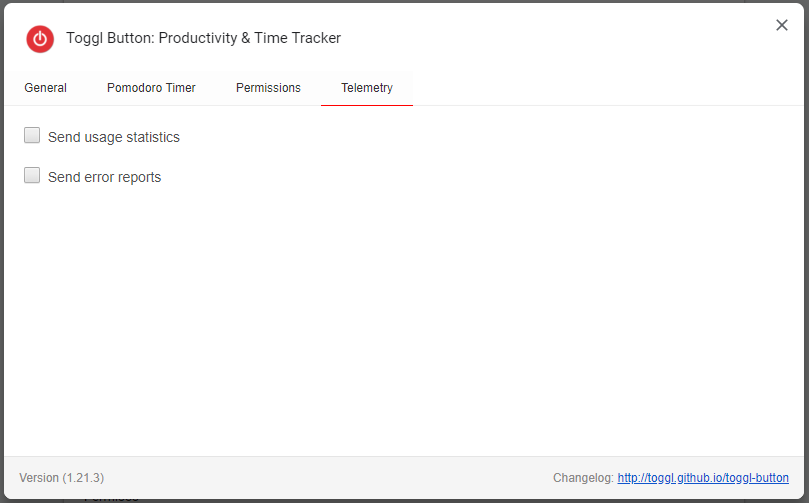 Toggl Button: Productivity & Time Tracker
General Pomodoro Timer Permissions Telemetry
Send usage statistics
Send error reports
Version (1.21.3) Changelog: http://toggl.github.io/toggl-button